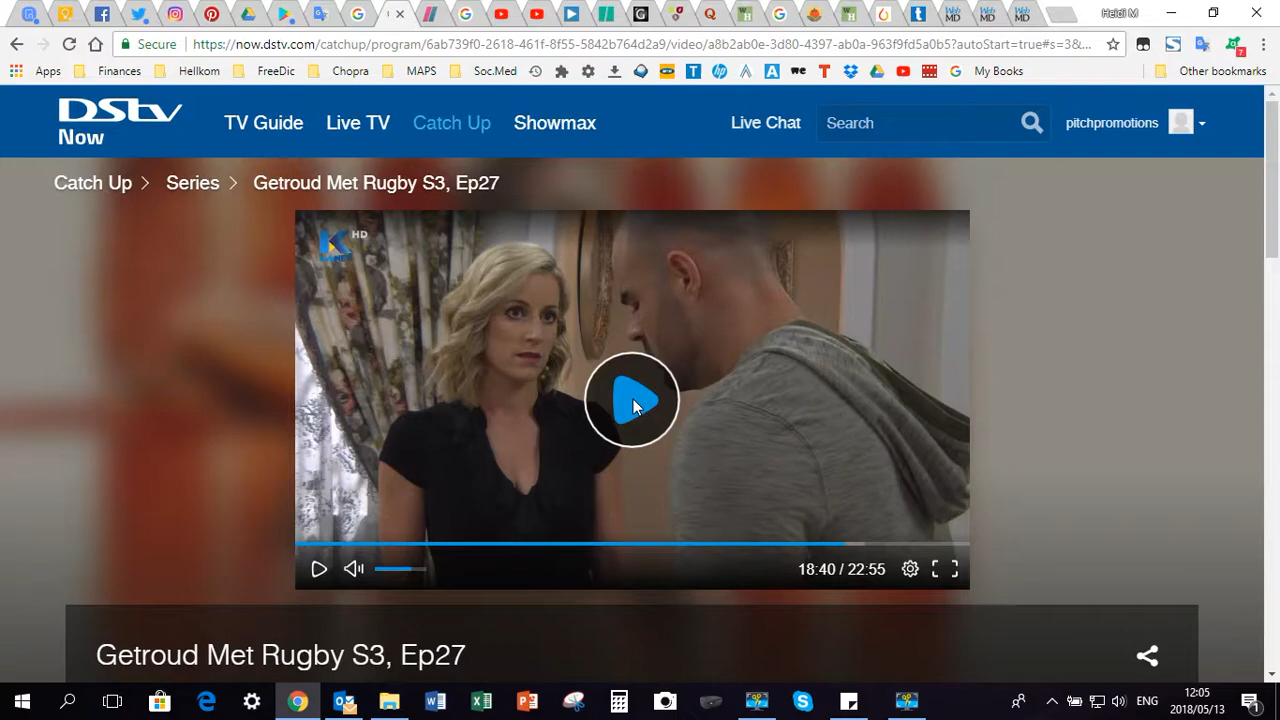 Heidi M
Secure
https://now.dstv.com/catchup/program/6ab739f0-2618-461f-8f55-5842b764d2a9/video/a8b2ab0e-3d80-4397-ab0a-963f9fd5a0b5?autoStart=true#s=3&...
Apps Finances Hellkom FreeDic Chopra MAPS Soc.Med My Books Other bookmarks
DStv
Now
TV Guide Live TV Catch Up Showmax Live Chat Search pitchpromotions
Catch Up Series Getroud Met Rugby S3, Ep27
HD
18:40 / 22:55
Getroud Met Rugby S3, Ep27
ENG
12:05
2018/05/13